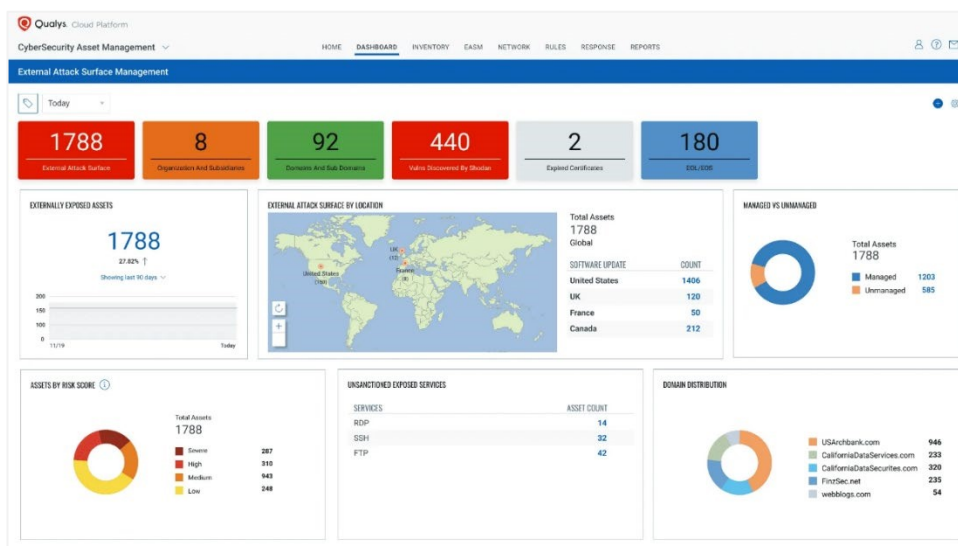 Qualys. Cloud Platform
CyberSecurity Asset Management
HOME DASHBOARD INVENTORY EASM NETWORK RULES RESPONSE REPORTS
External Attack Surface Management
Today
1788
External Attack Surface
8
Organization And Subsidiaries
92
Domains And Sub Domains
440
Vulns Discovered By Shodan
2
Expired Certificates
180
EOL/EOS
EXTERNALLY EXPOSED ASSETS
1788
27.82% ↑
Showing last 90 days
200
150
100
0
11/19 Today
EXTERNAL ATTACK SURFACE BY LOCATION
UK
(12)
France
United States
Total Assets
1788
Global
SOFTWARE UPDATE COUNT
United States 1406
UK 120
France 50
Canada 212
MANAGED VS UNMANAGED
Total Assets
1788
Managed 1203
Unmanaged 585
ASSETS BY RISK SCORE
Total Assets
1788
Severe 287
High 310
Medium 943
Low 248
UNSANCTIONED EXPOSED SERVICES
SERVICES ASSET COUNT
RDP 14
SSH 32
FTP 42
DOMAIN DISTRIBUTION
USArchbank.com 946
CaliforniaDataServices.com 233
CaliforniaDataSecurites.com 320
FinzSec.net 235
webblogs.com 54